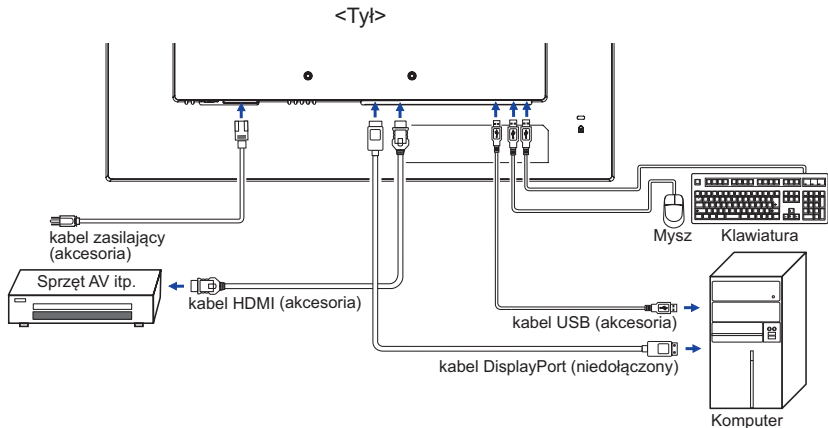 <Tył>
kabel zasilający
(akcesoria)
Mysz
Klawiatura
Sprzęt AV itp.
kabel HDMI (akcesoria)
kabel USB (akcesoria)
kabel DisplayPort (niedołączony)
Komputer